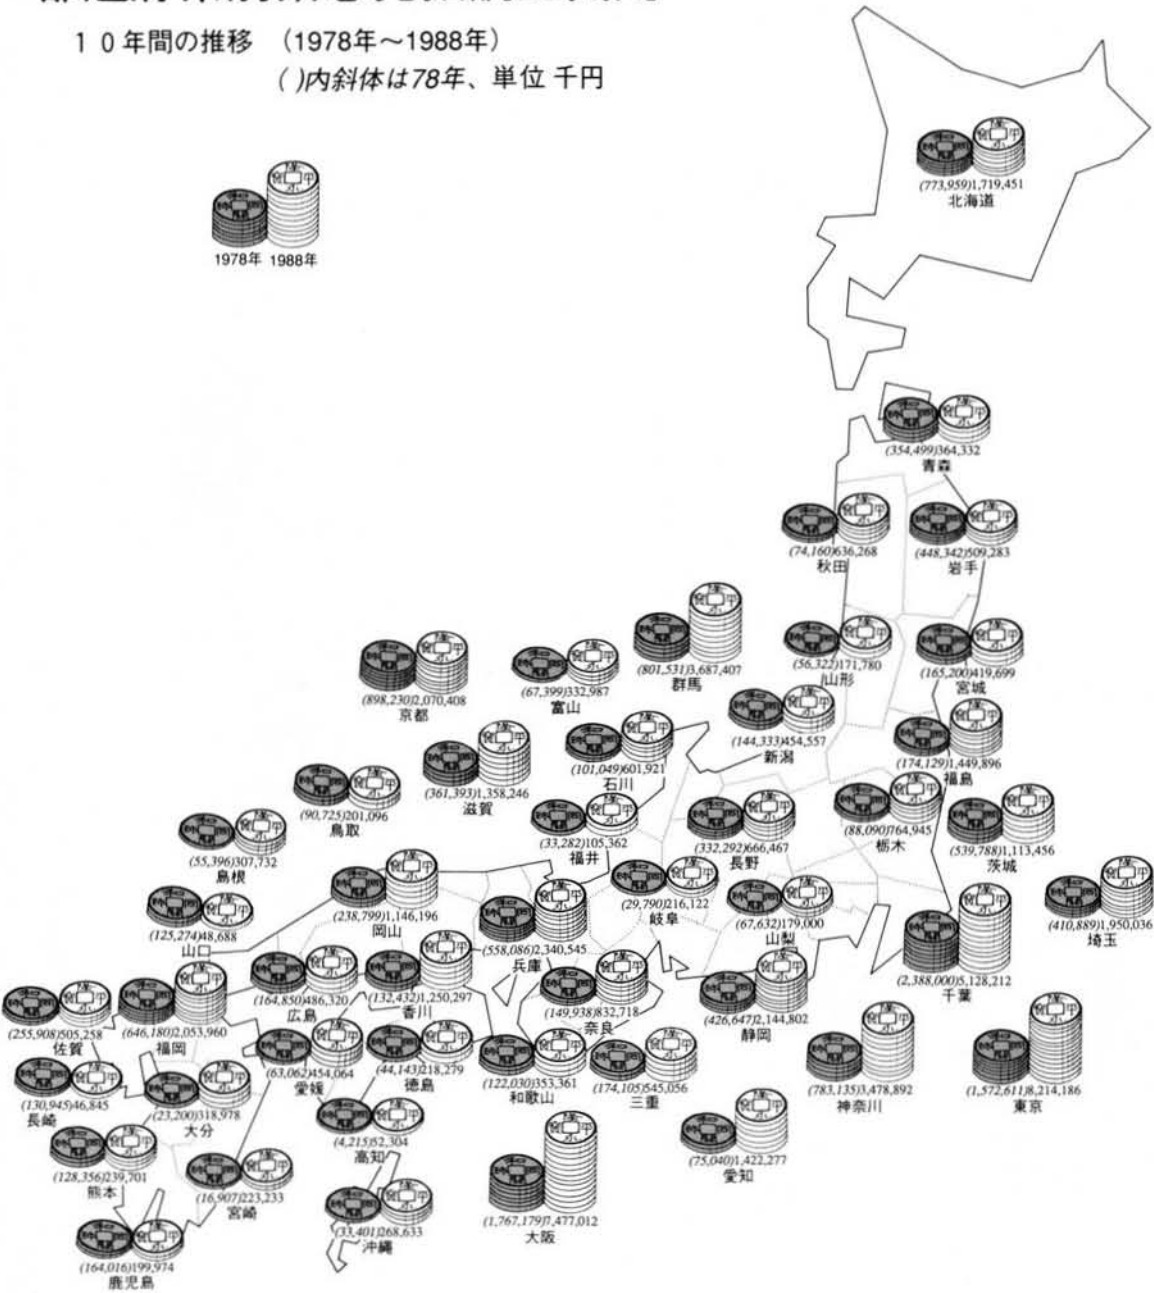 10年間の推移 (1978年～1988年)
( )内斜体は78年、単位 千円
1978年 1988年
(773,959)1,719,451
北海道
(354,499)364,332
青森
(74,160)636,268
秋田
(448,342)509,283
岩手
(56,322)171,780
山形
(165,200)419,699
宮城
(801,531)3,687,407
群馬
(67,399)332,987
富山
(898,230)2,070,408
京都
(144,333)454,557
新潟
(174,129)1,449,896
福島
(101,049)601,921
石川
(361,393)1,358,246
滋賀
(90,725)201,096
鳥取
(88,090)764,945
栃木
(539,788)1,113,456
茨城
(33,282)105,362
福井
(332,292)666,467
長野
(55,396)307,732
島根
(29,790)216,122
岐阜
(238,799)1,146,196
岡山
(67,632)179,000
山梨
(410,889)1,950,036
埼玉
(125,274)48,688
山口
(558,086)2,340,545
兵庫
(2,388,000)5,128,212
千葉
(164,850)486,320
広島
(132,432)1,250,297
香川
(149,938)832,718
奈良
(426,647)2,144,802
静岡
(255,908)505,258
佐賀
(646,180)2,053,960
福岡
(63,062)454,064
愛媛
(44,143)218,279
徳島
(122,030)353,361
和歌山
(174,105)545,056
三重
(783,135)3,478,892
神奈川
(1,572,611)8,214,186
東京
(130,945)46,845
長崎
(23,200)318,978
大分
(4,215)52,304
高知
(75,040)1,422,277
愛知
(128,356)239,701
熊本
(16,907)223,233
宮崎
(33,401)268,633
沖縄
(1,767,179)7,477,012
大阪
(164,016)199,974
鹿児島